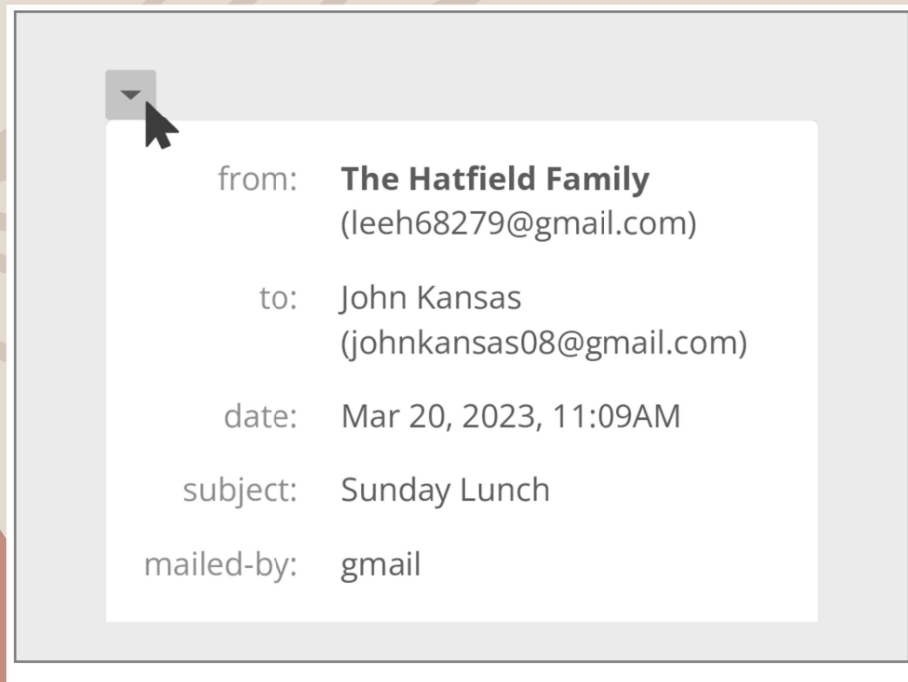 from: The Hatfield Family
(leeh68279@gmail.com)
to: John Kansas
(johnkansas08@gmail.com)
date: Mar 20, 2023, 11:09AM
subject: Sunday Lunch
mailed-by: gmail